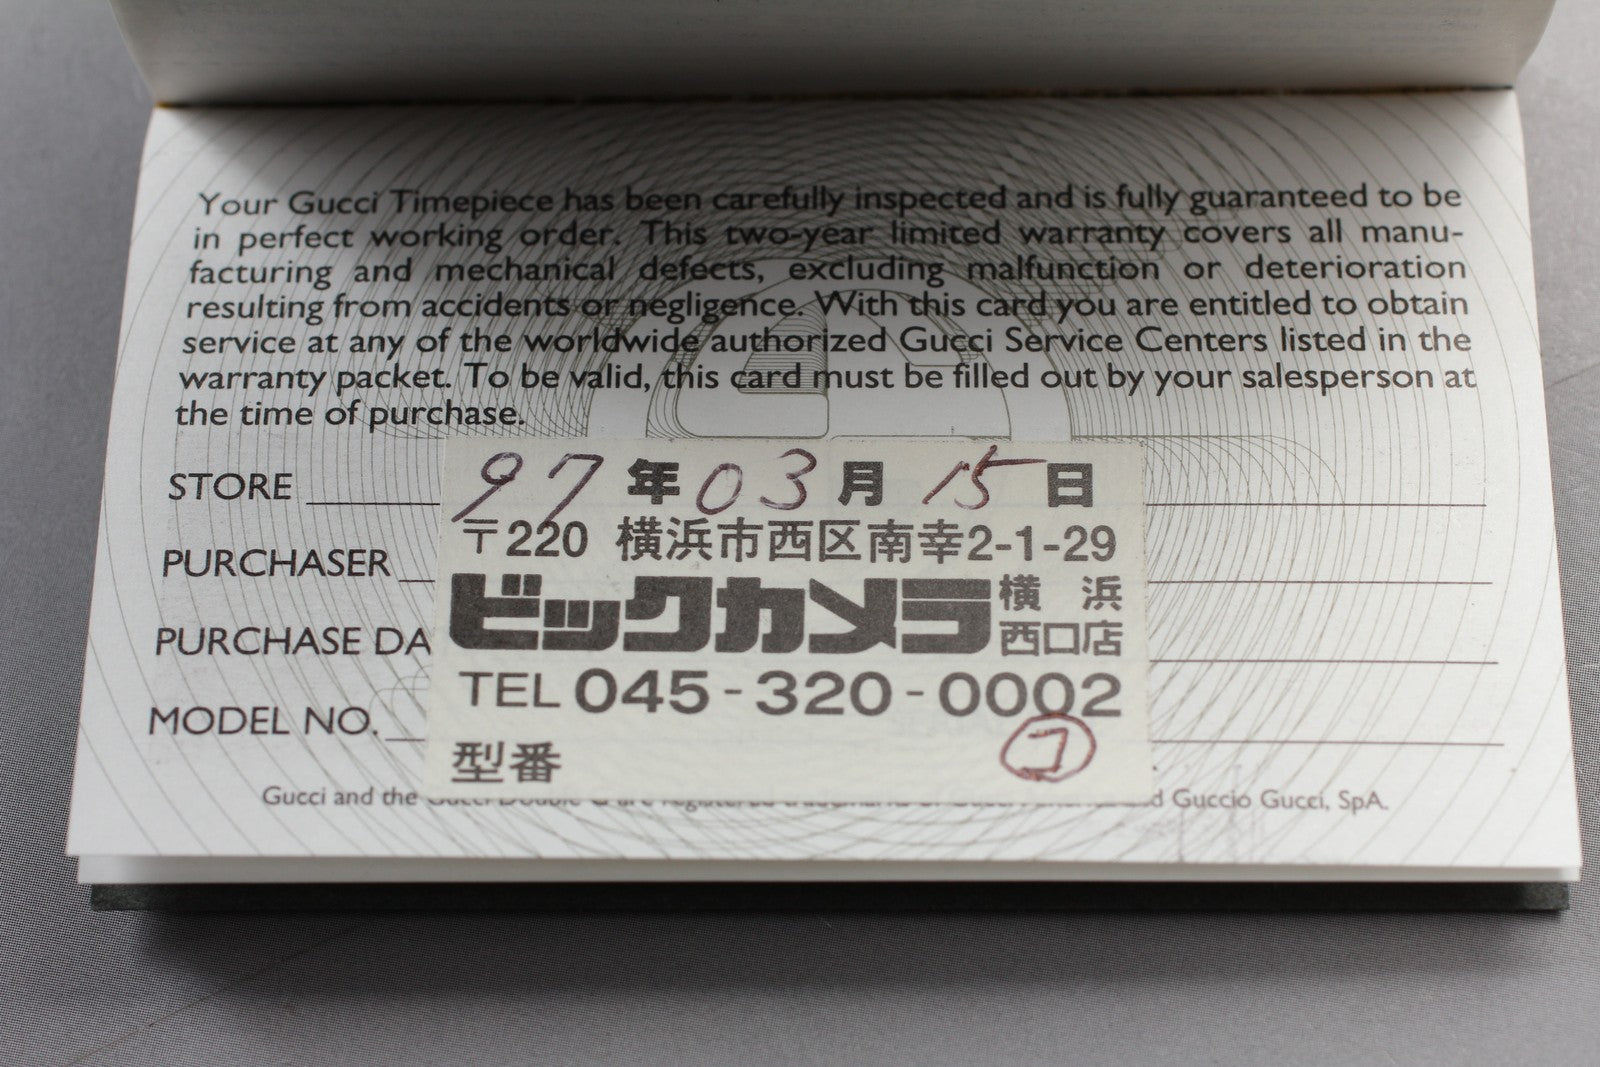 Your Gucci Timepiece has been carefully inspected and is fully guaranteed to be
in perfect working order. This two-year limited warranty covers all manu-
facturing and mechanical defects, excluding malfunction or deterioration
resulting from accidents or negligence. With this card you are entitled to obtain
service at any of the worldwide authorized Gucci Service Centers listed in the
warranty packet. To be valid, this card must be filled out by your salesperson at
the time of purchase.
STORE
97年03月15日
〒220 横浜市西区南幸2-1-29
PURCHASER
ビックカメラ 横浜
西口店
PURCHASE DA
TEL 045-320-0002
MODEL NO.
型番 コ
Gucci and the Guccio Gucci, SpA.